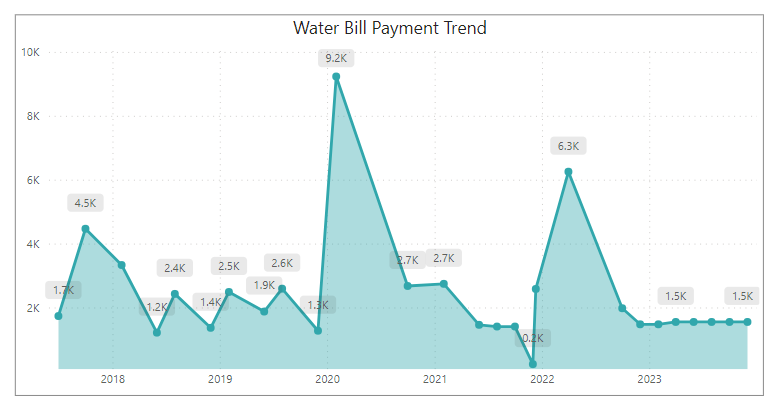 Water Bill Payment Trend
10K
8K
6K
4K
2K
1.7K
4.5K
1.2K
2.4K
1.4K
2.5K
1.9K
2.6K
1.3K
9.2K
2.7K
2.7K
0.2K
6.3K
1.5K
1.5K
2018
2019
2020
2021
2022
2023